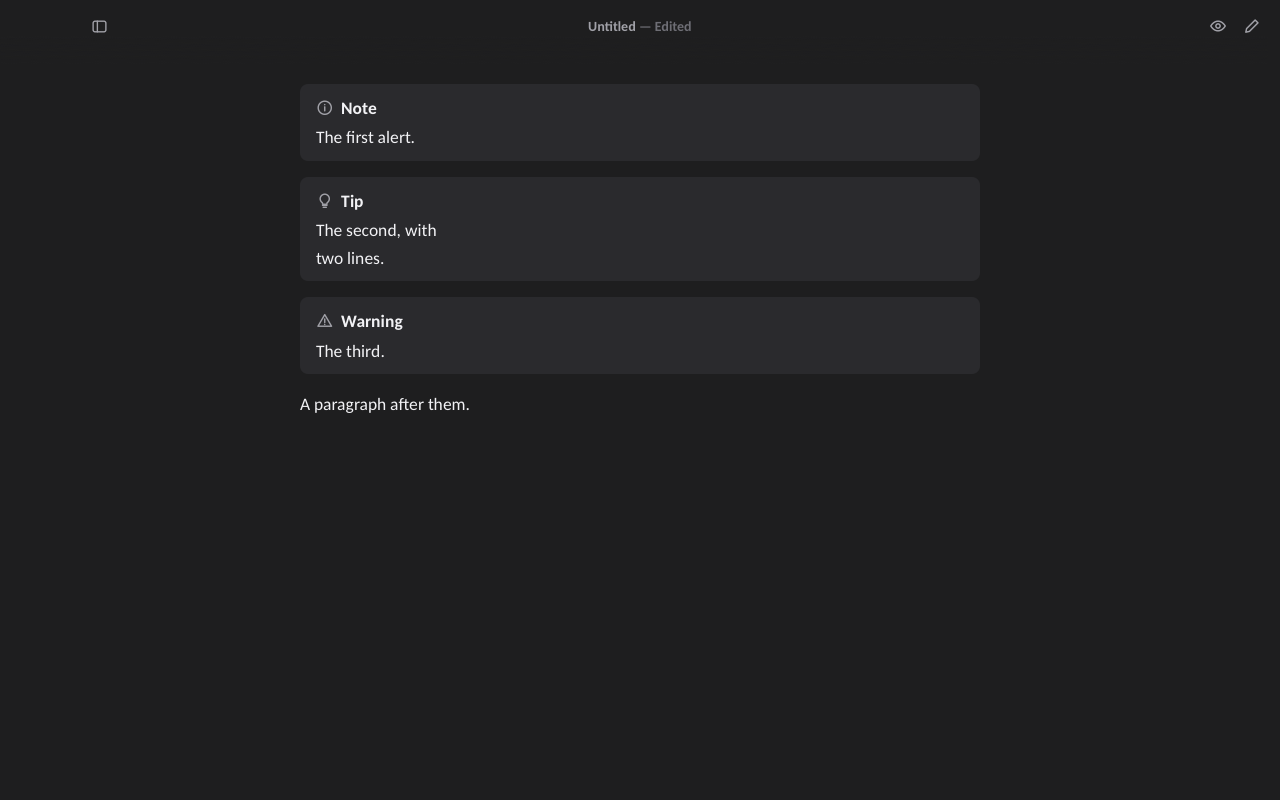 Untitled — Edited
Note
The first alert.
Tip
The second, with
two lines.
Warning
The third.
A paragraph after them.